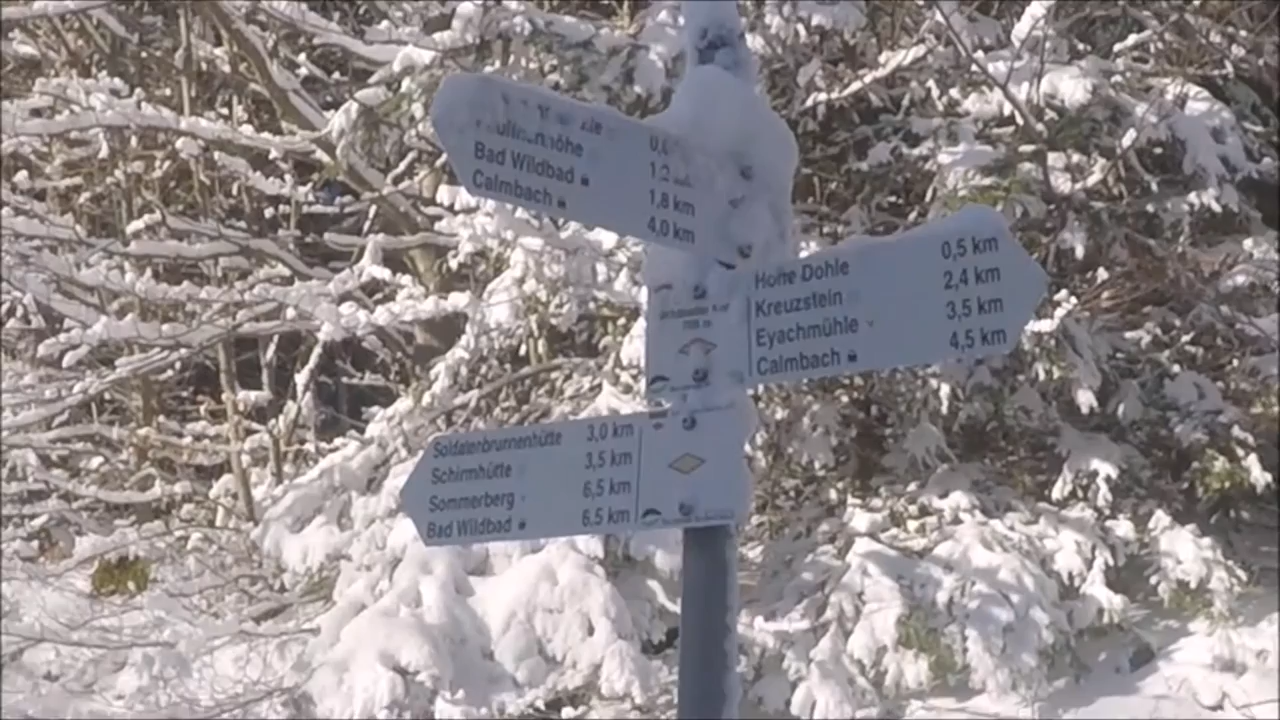 Bad Wildbad 1,8 km
Calmbach 4,0 km
Hohe Dohle 0,5 km
Kreuzstein 2,4 km
Eyachmühle 3,5 km
Calmbach 4,5 km
Soldatenbrunnenhütte 3,0 km
Schirmhütte 3,5 km
Sommerberg 6,5 km
Bad Wildbad 6,5 km